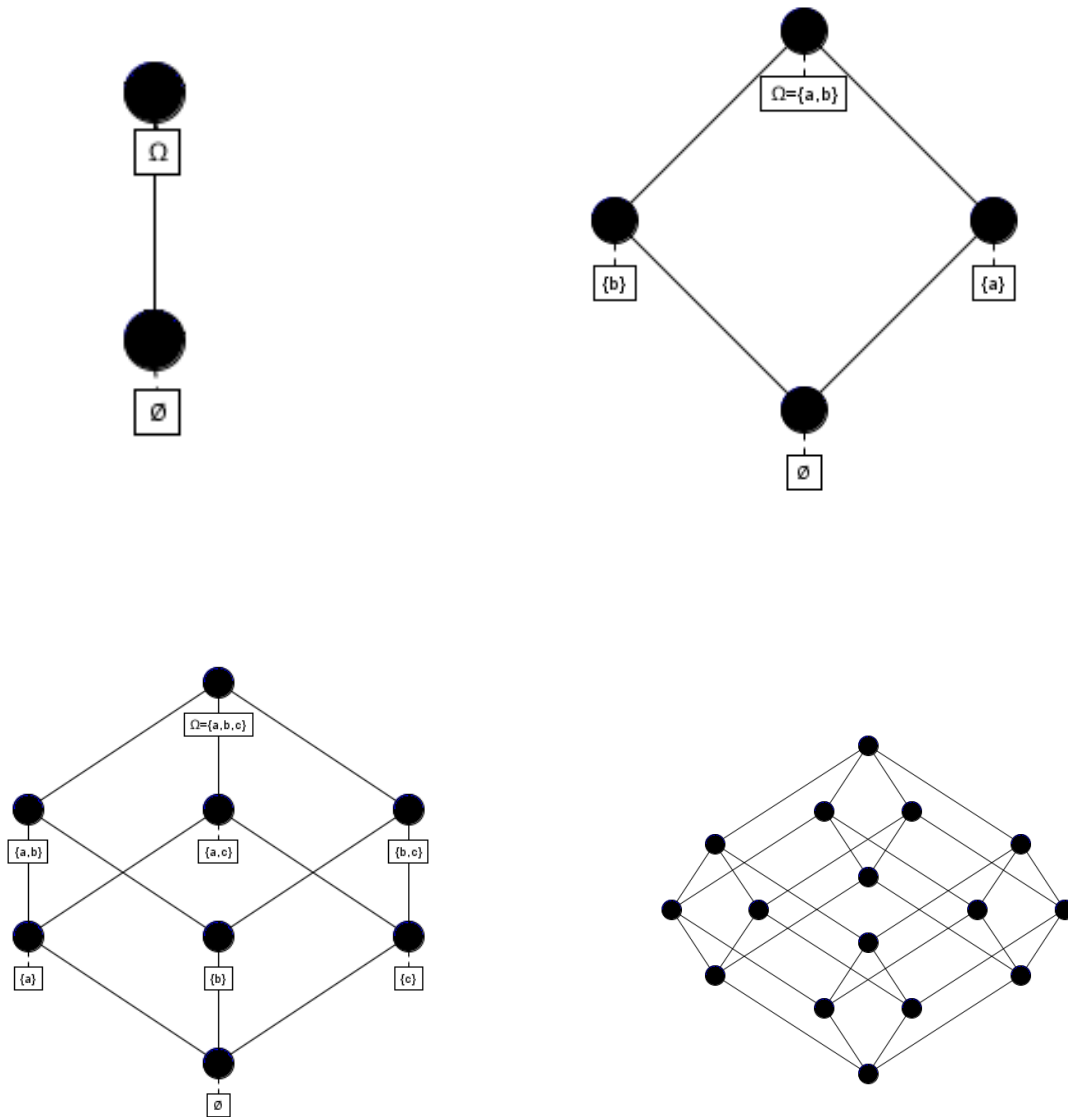 Ω
Ø
Ω={a,b}
{b}
{a}
Ø
Ω={a,b,c}
{a,b}
{a,c}
{b,c}
{a}
{b}
{c}
Ø